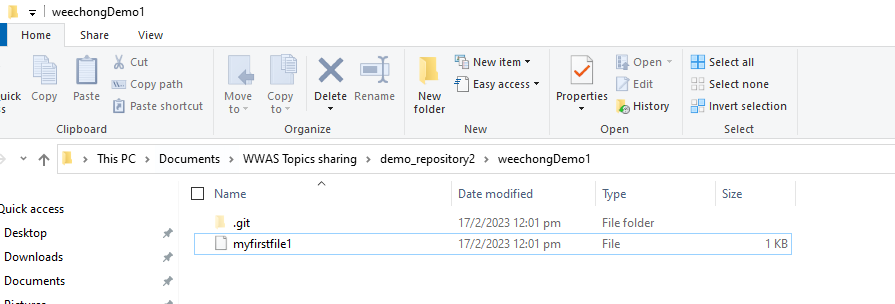 weechongDemo1
Home Share View
Copy Paste Cut Copy path Paste shortcut
Clipboard
Move to Copy to Delete Rename
Organize
New folder New item Easy access
New
Properties Open Edit History
Open
Select all Select none Invert selection
Select
This PC > Documents > WWAS Topics sharing > demo_repository2 > weechongDemo1
Name Date modified Type Size
Quick access
.git 17/2/2023 12:01 pm File folder
Desktop
myfirstfile1 17/2/2023 12:01 pm File 1 KB
Downloads
Documents